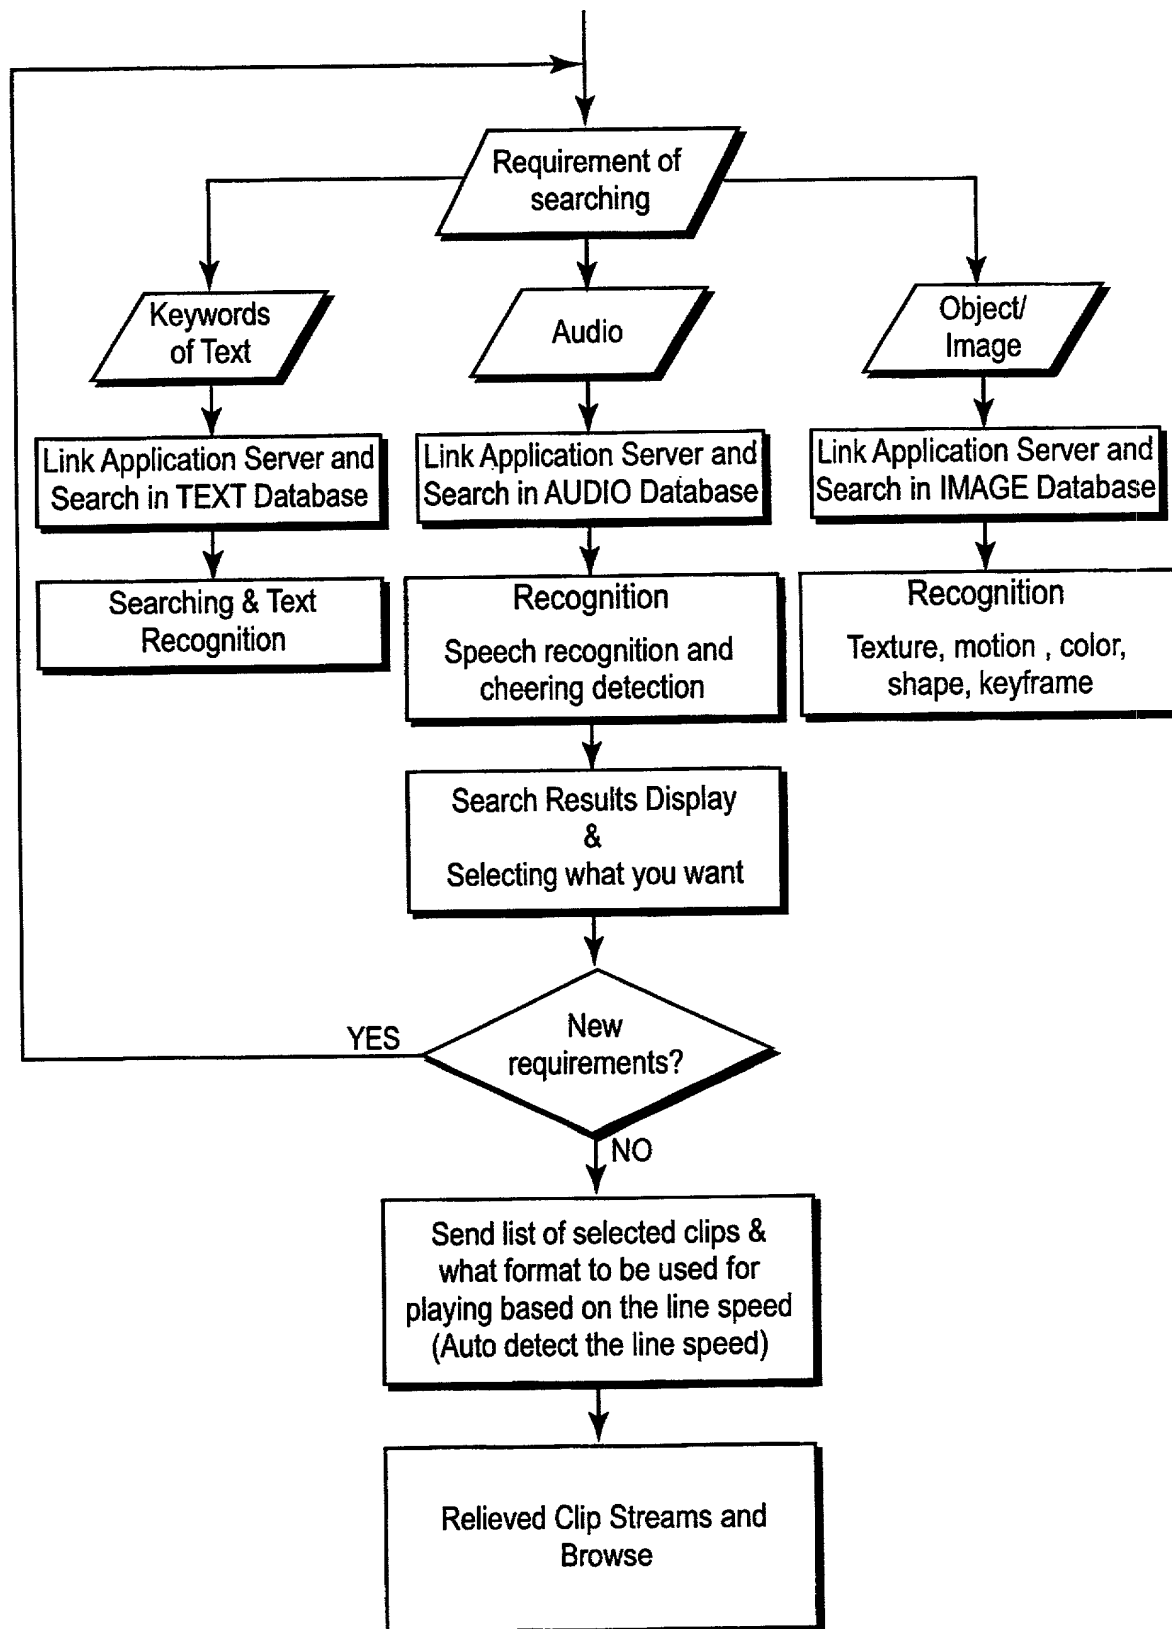 Requirement of
searching
Keywords
of Text
Audio
Object/
Image
Link Application Server and
Search in TEXT Database
Link Application Server and
Search in AUDIO Database
Link Application Server and
Search in IMAGE Database
Searching & Text
Recognition
Recognition
Speech recognition and
cheering detection
Recognition
Texture, motion , color,
shape, keyframe
Search Results Display
&
Selecting what you want
New
requirements?
YES
NO
Send list of selected clips &
what format to be used for
playing based on the line speed
(Auto detect the line speed)
Relieved Clip Streams and
Browse